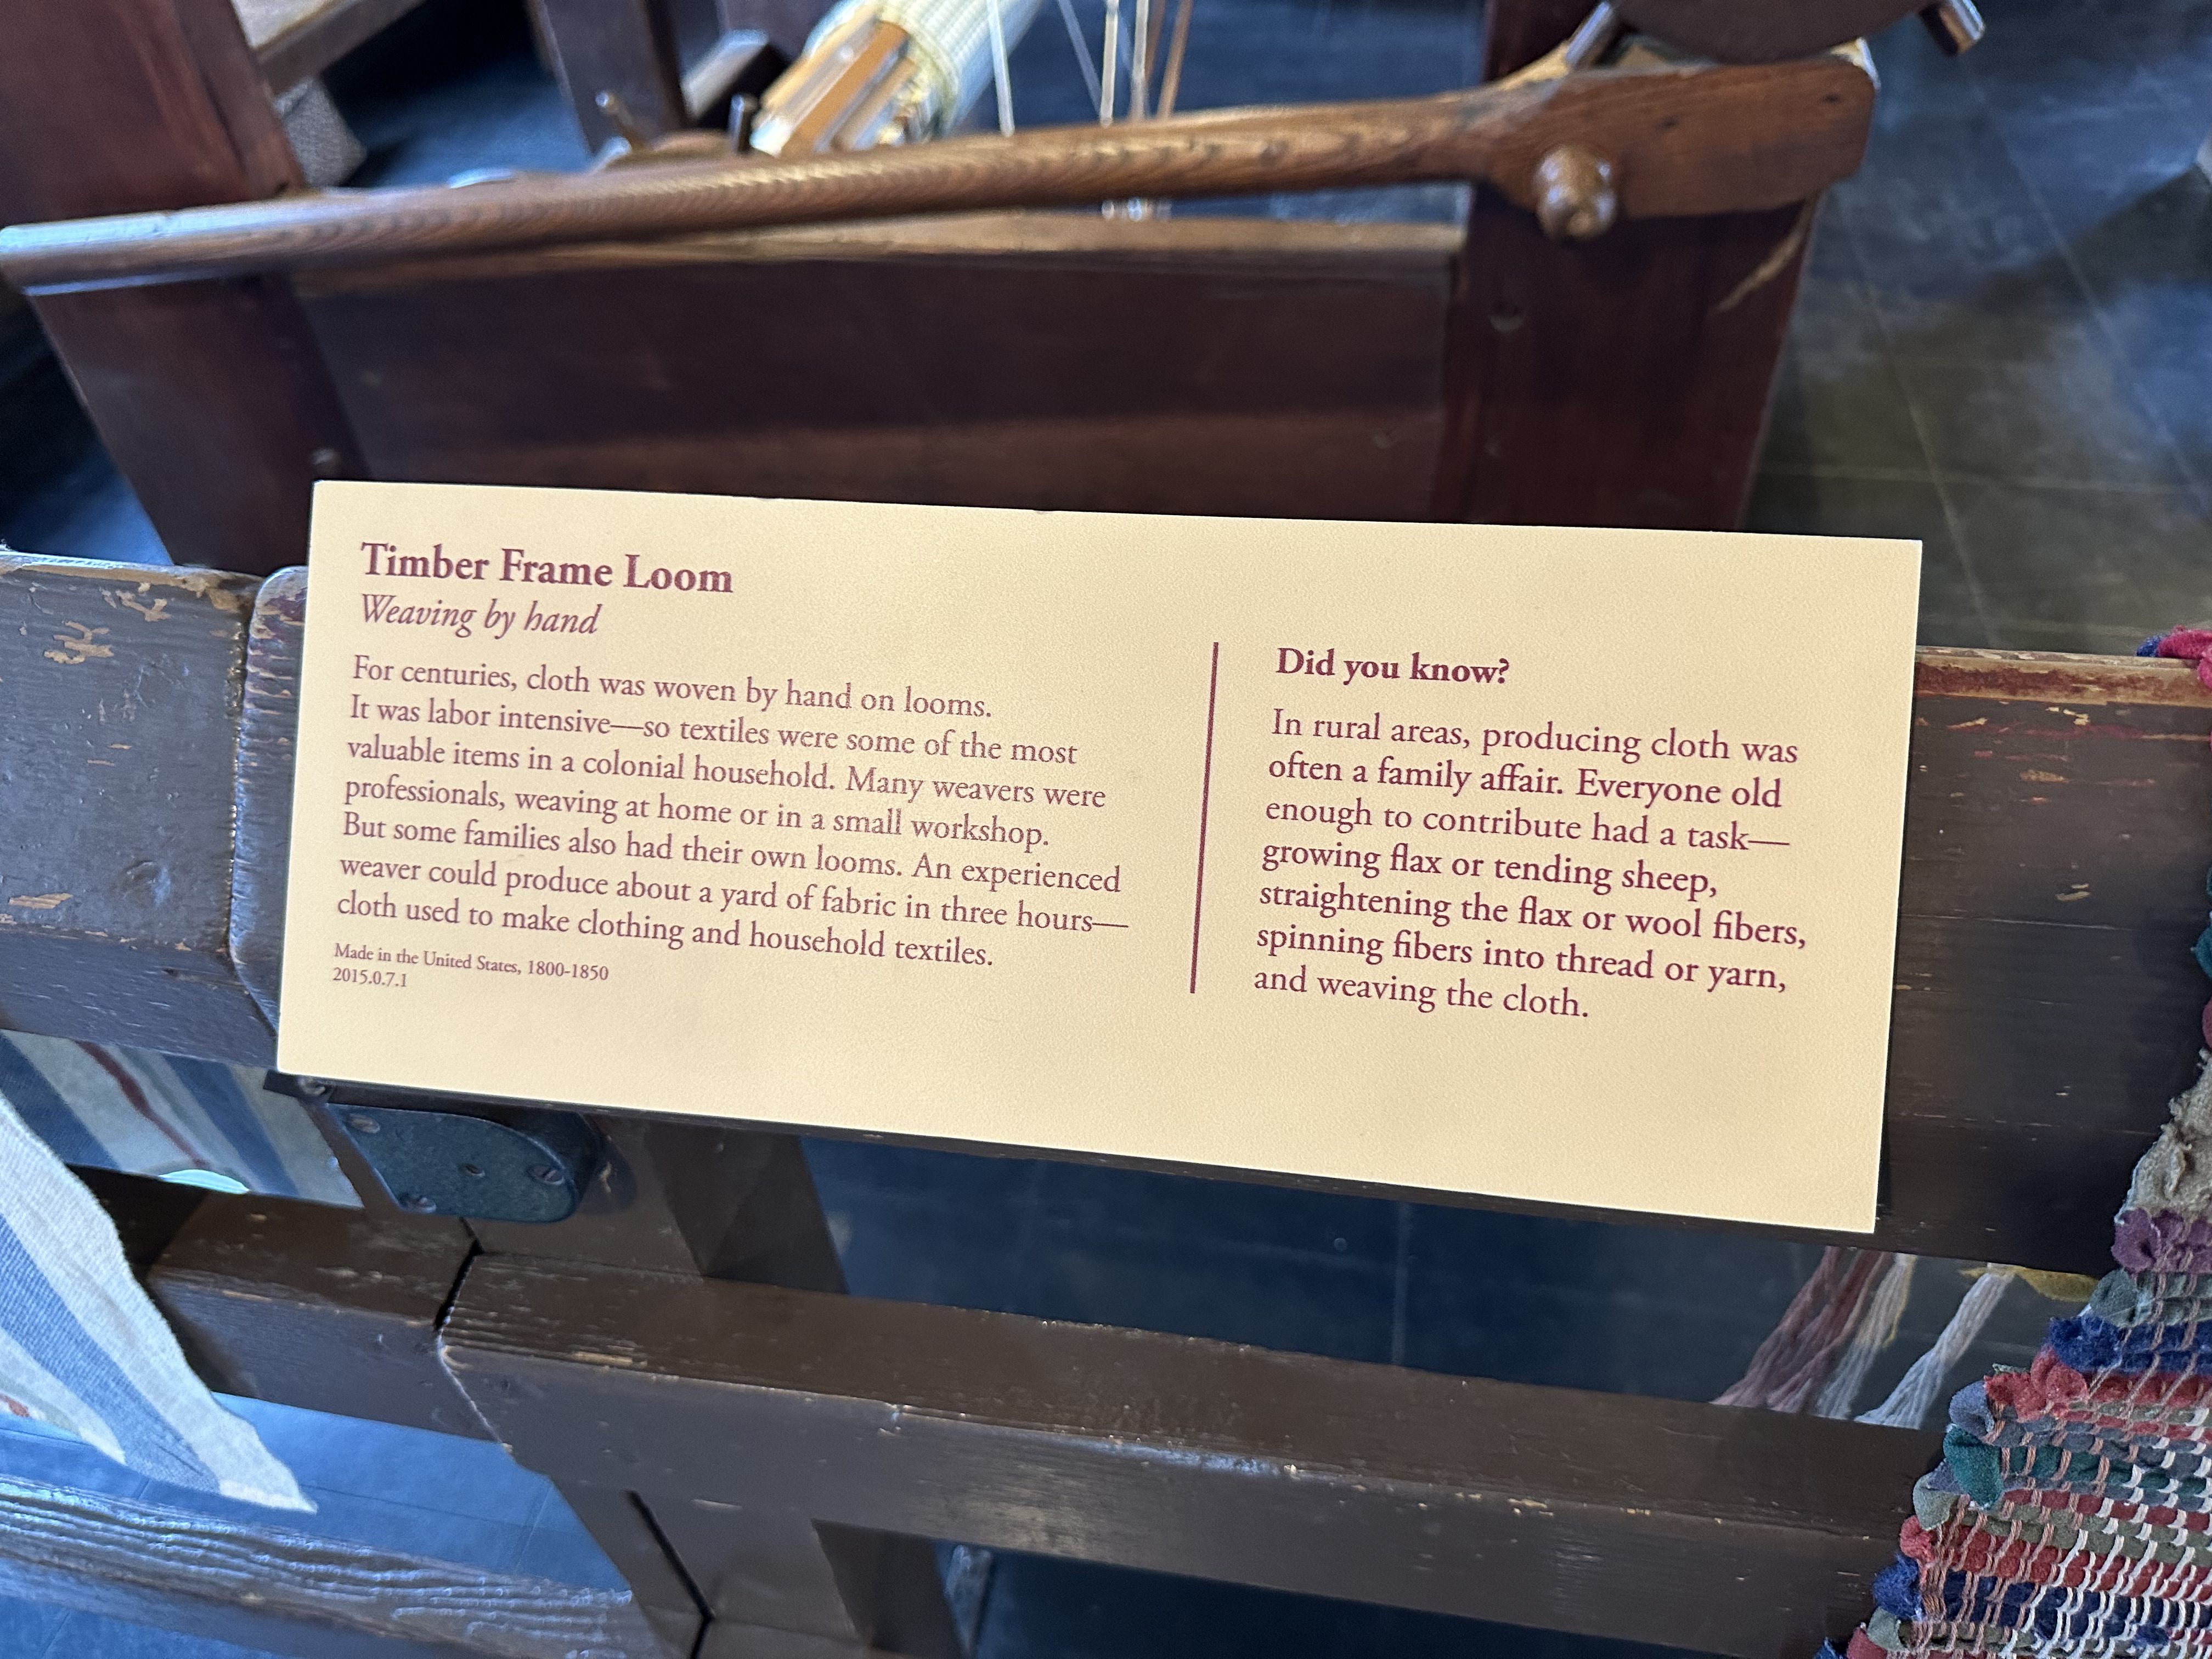 Timber Frame Loom
Weaving by hand
For centuries, cloth was woven by hand on looms.
It was labor intensive—so textiles were some of the most
valuable items in a colonial household. Many weavers were
professionals, weaving at home or in a small workshop.
But some families also had their own looms. An experienced
weaver could produce about a yard of fabric in three hours—
cloth used to make clothing and household textiles.
Made in the United States, 1800-1850
2015.0.7.1
Did you know?
In rural areas, producing cloth was
often a family affair. Everyone old
enough to contribute had a task—
growing flax or tending sheep,
straightening the flax or wool fibers,
spinning fibers into thread or yarn,
and weaving the cloth.